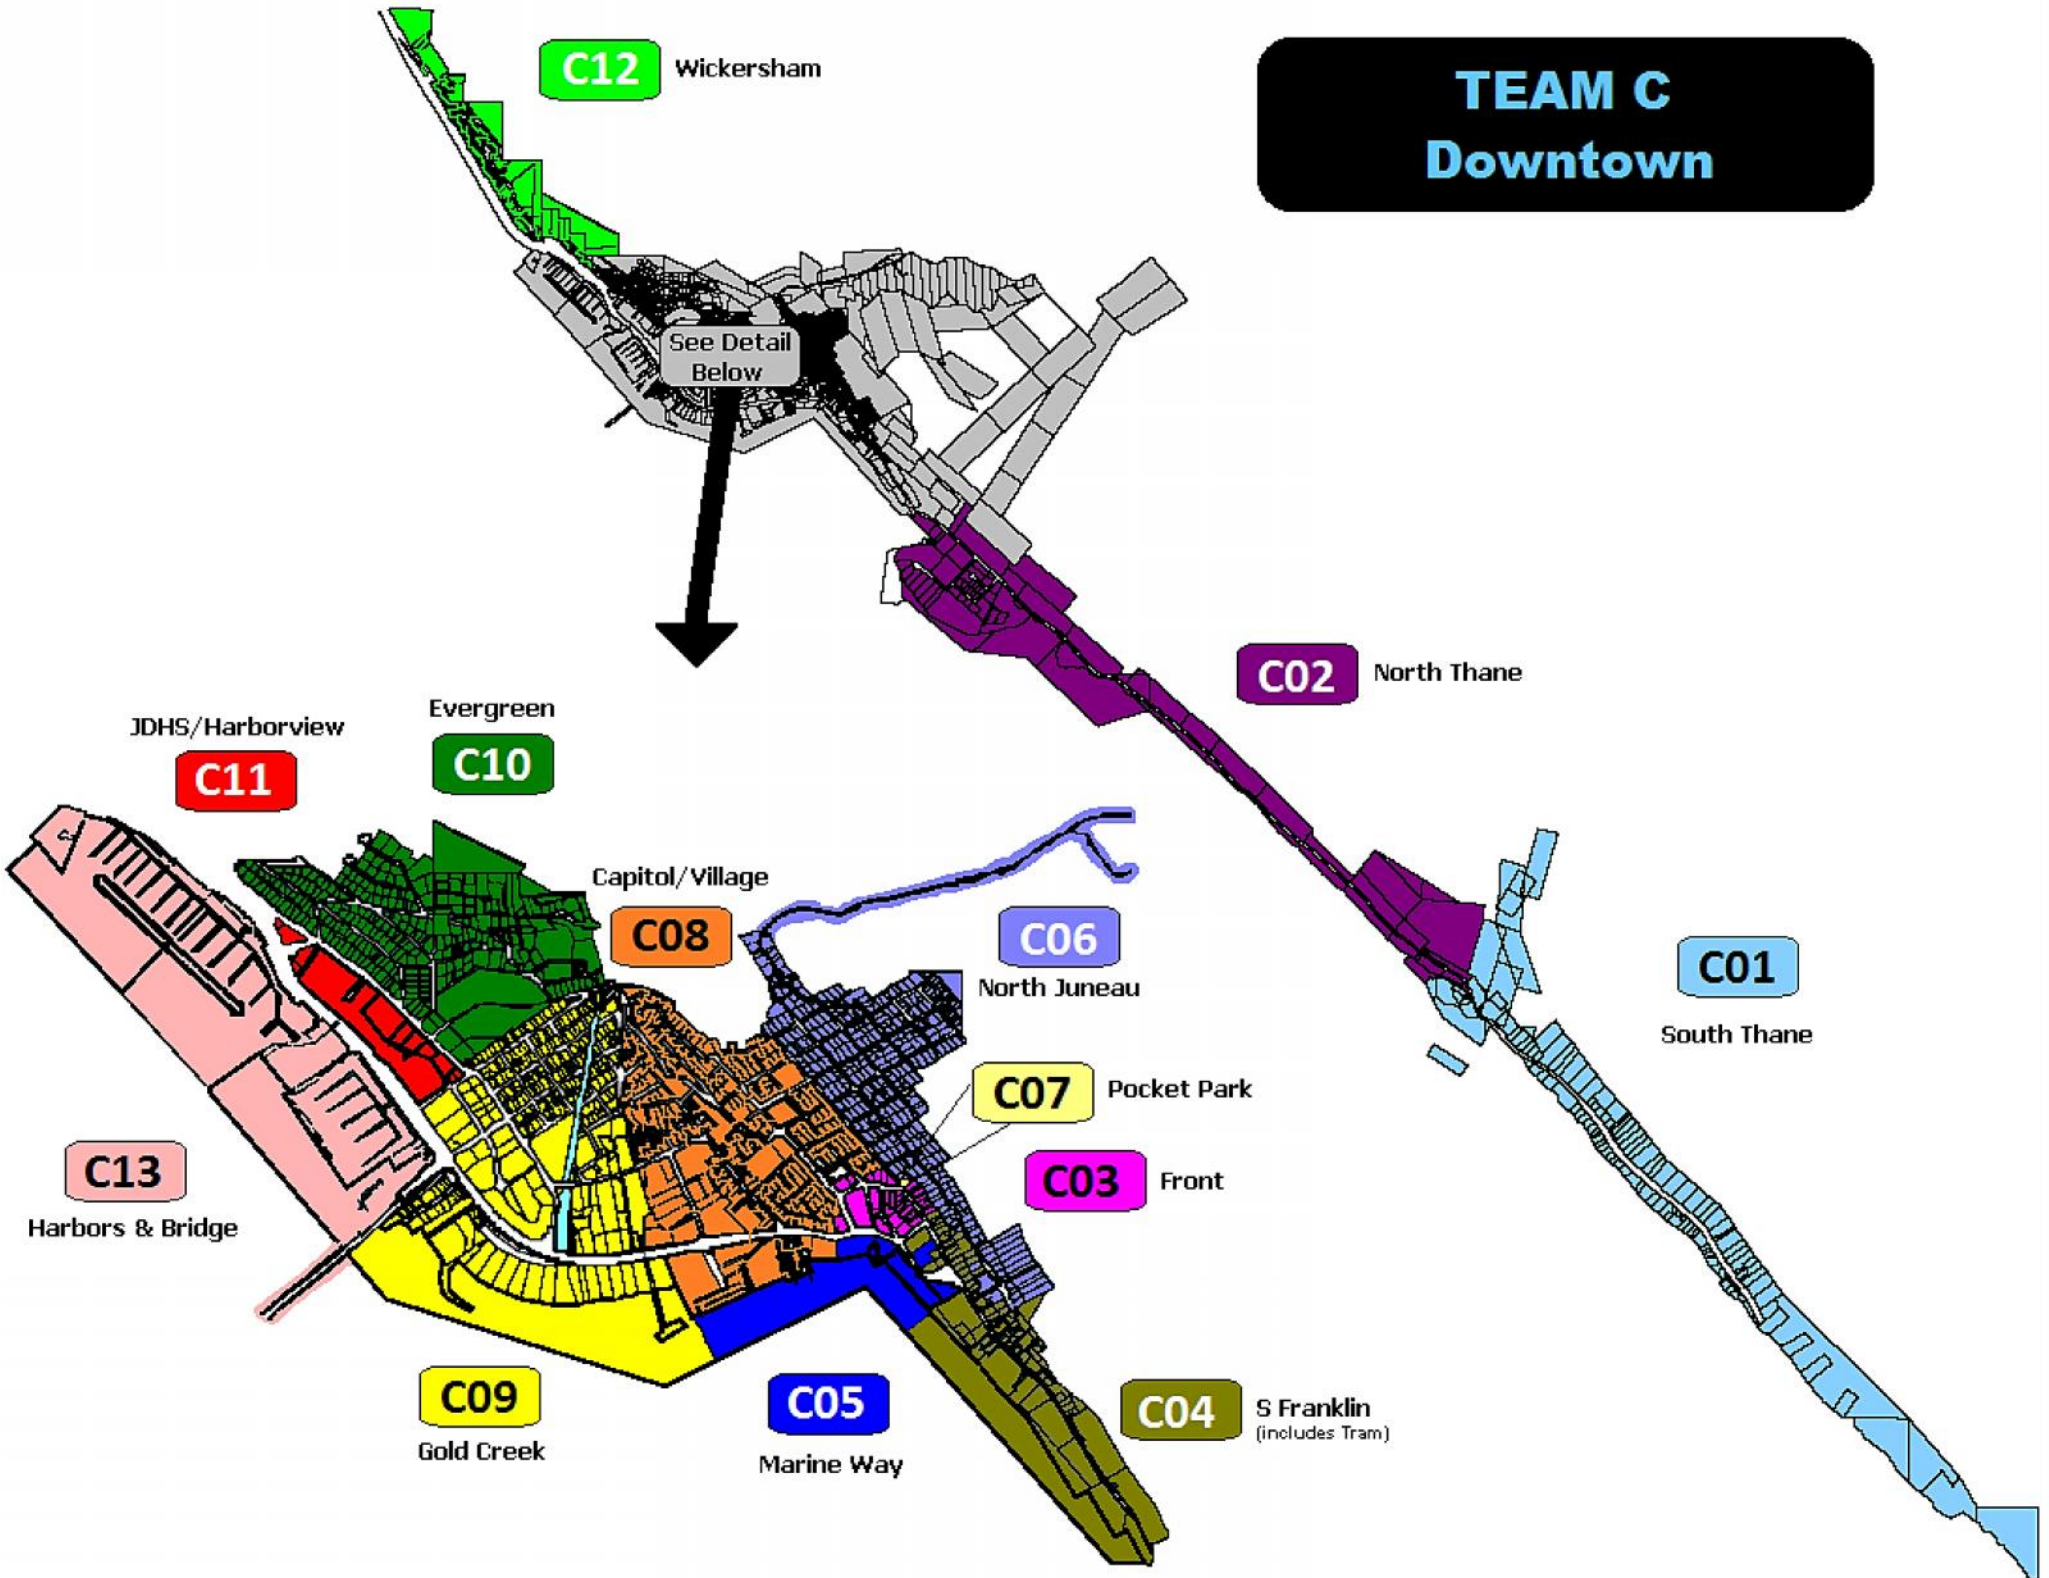 C12 Wickersham
TEAM C
Downtown
See Detail
Below
C02 North Thane
JDHS/Harborview
C11
Evergreen
C10
Capitol/Village
C08
C06
North Juneau
C01
South Thane
C07 Pocket Park
C03 Front
C13
Harbors & Bridge
C09
Gold Creek
C05
Marine Way
C04 S Franklin
(includes Tram)